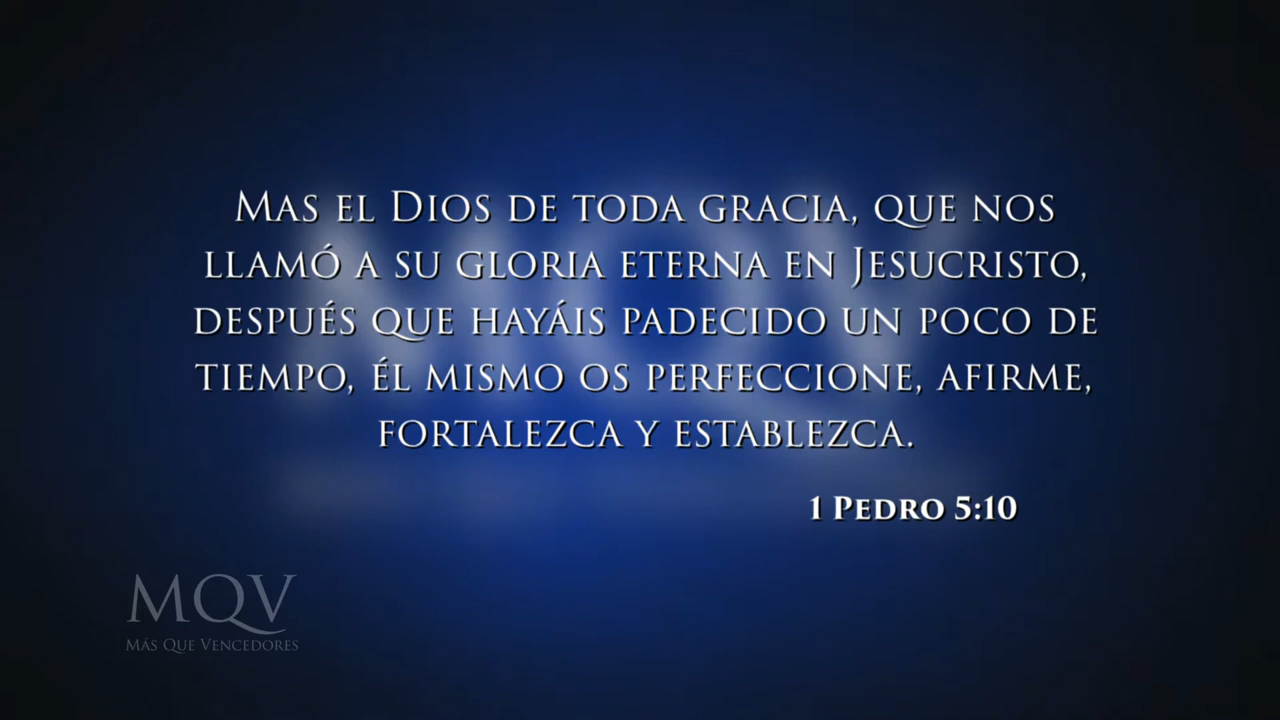 Mas el Dios de toda gracia, que nos
llamó a su gloria eterna en Jesucristo,
después que hayáis padecido un poco de
tiempo, él mismo os perfeccione, afirme,
fortalezca y establezca.
1 Pedro 5:10
MQV
Más Que Vencedores